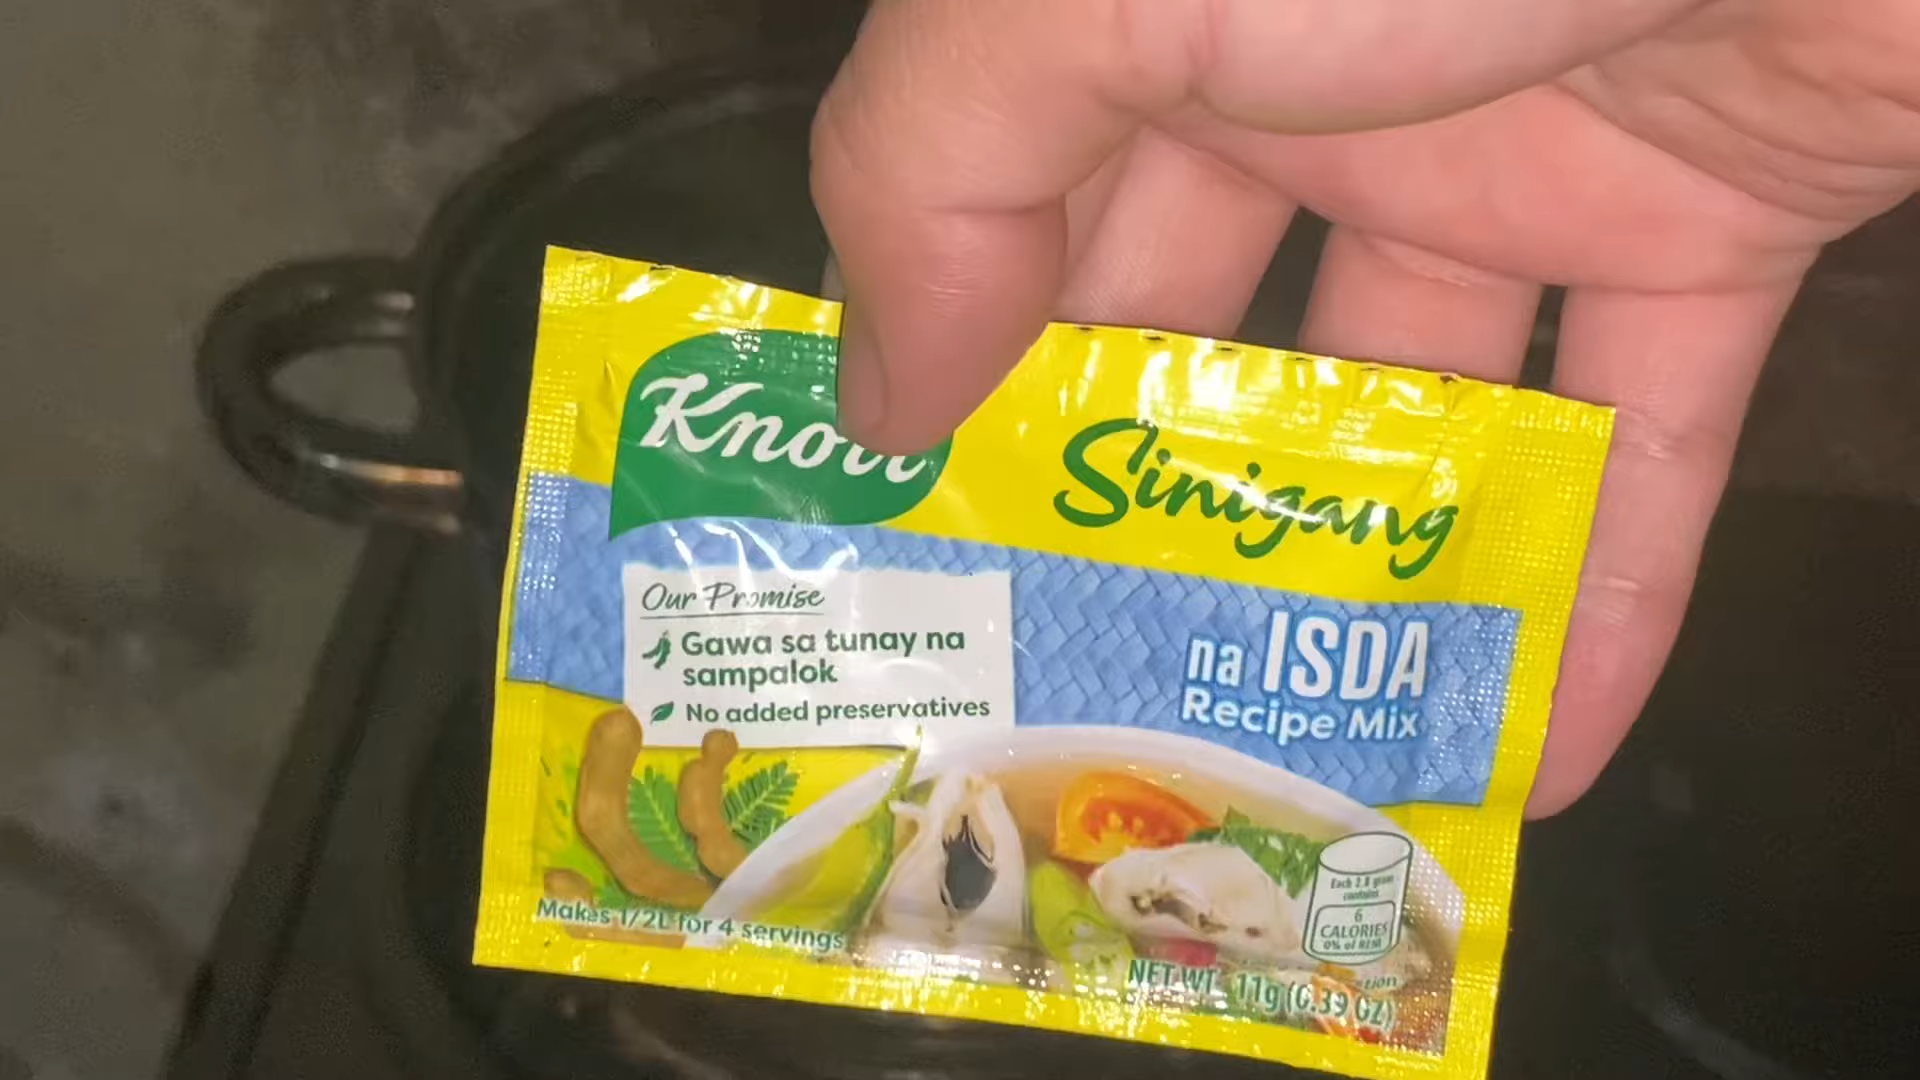 Knorr
Sinigang
na ISDA
Recipe Mix
Our Promise
Gawa sa tunay na
sampalok
No added preservatives
Makes 1/2L for 4 servings
Each 2.8 gram
contains
6
CALORIES
0% of RENI
NET WT. 11g (0.39 OZ)